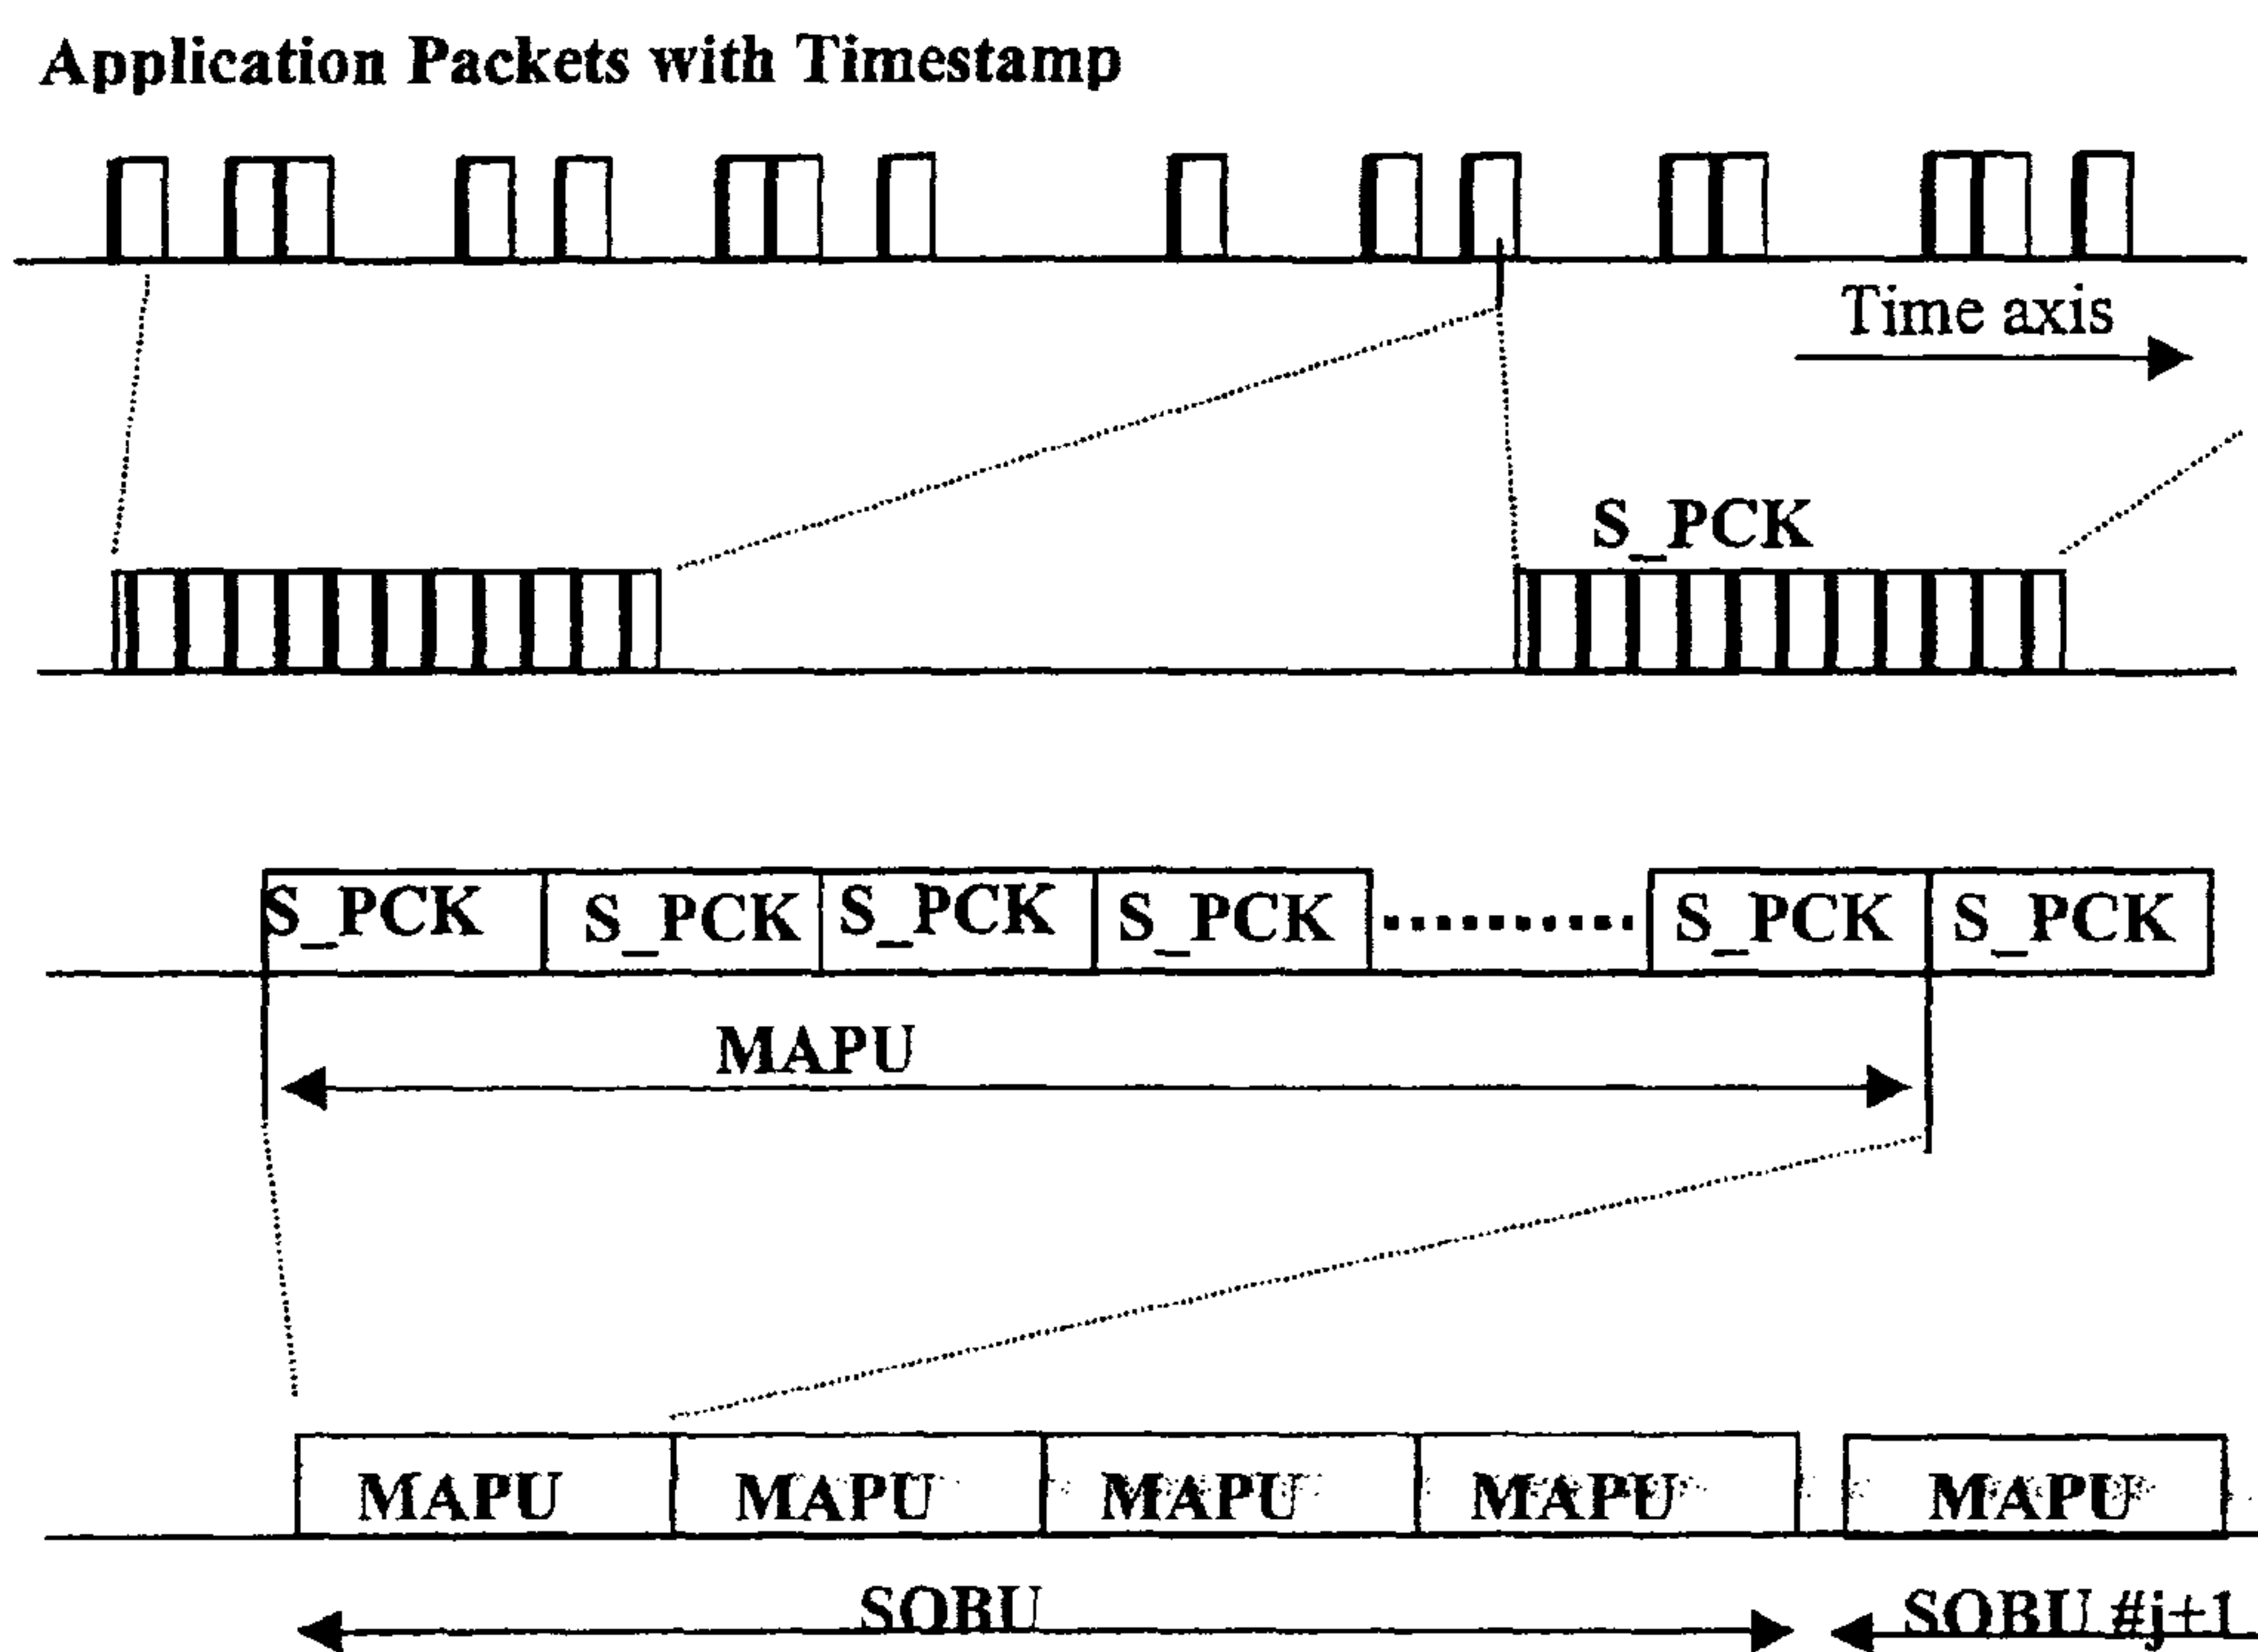 Application Packets with Timestamp
Time axis
S_PCK
S_PCK S_PCK S_PCK S_PCK S_PCK S_PCK
MAPU
MAPU MAPU MAPU MAPU MAPU
SOBU SOBU #j+1